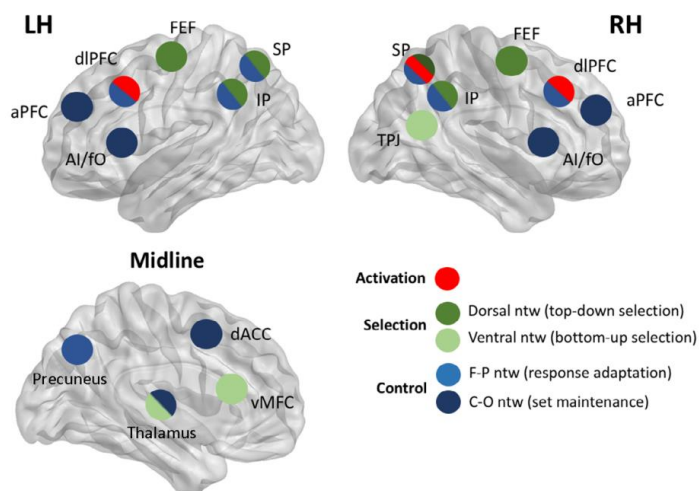 LH
FEF
SP
dlPFC
IP
aPFC
AI/fO
RH
FEF
SP
dlPFC
IP
aPFC
TPJ
AI/fO
Midline
dACC
Precuneus
vMFC
Thalamus
Activation
Selection
Dorsal ntw (top-down selection)
Ventral ntw (bottom-up selection)
Control
F-P ntw (response adaptation)
C-O ntw (set maintenance)